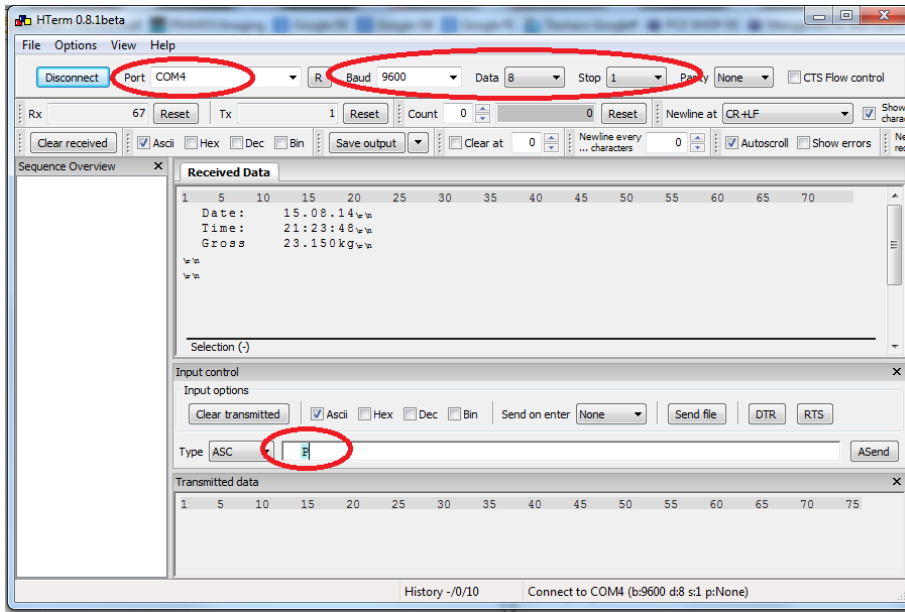 HTerm 0.8.1beta
File Options View Help
Disconnect Port COM4 R Baud 9600 Data 8 Stop 1 Parity None CTS Flow control
Rx 67 Reset Tx 1 Reset Count 0 0 Reset Newline at CR+LF Show
Clear received Ascii Hex Dec Bin Save output Clear at 0 Newline every ... characters 0 Autoscroll Show errors
Sequence Overview X
Received Data
1 5 10 15 20 25 30 35 40 45 50 55 60 65 70
Date: 15.08.14\r\n
Time: 21:23:48\r\n
Gross 23.150kg\r\n
\r\n
\r\n
Selection (-)
Input control
Input options
Clear transmitted Ascii Hex Dec Bin Send on enter None Send file DTR RTS
Type ASC P ASend
Transmitted data
1 5 10 15 20 25 30 35 40 45 50 55 60 65 70 75
History -/0/10 Connect to COM4 (b:9600 d:8 s:1 p:None)